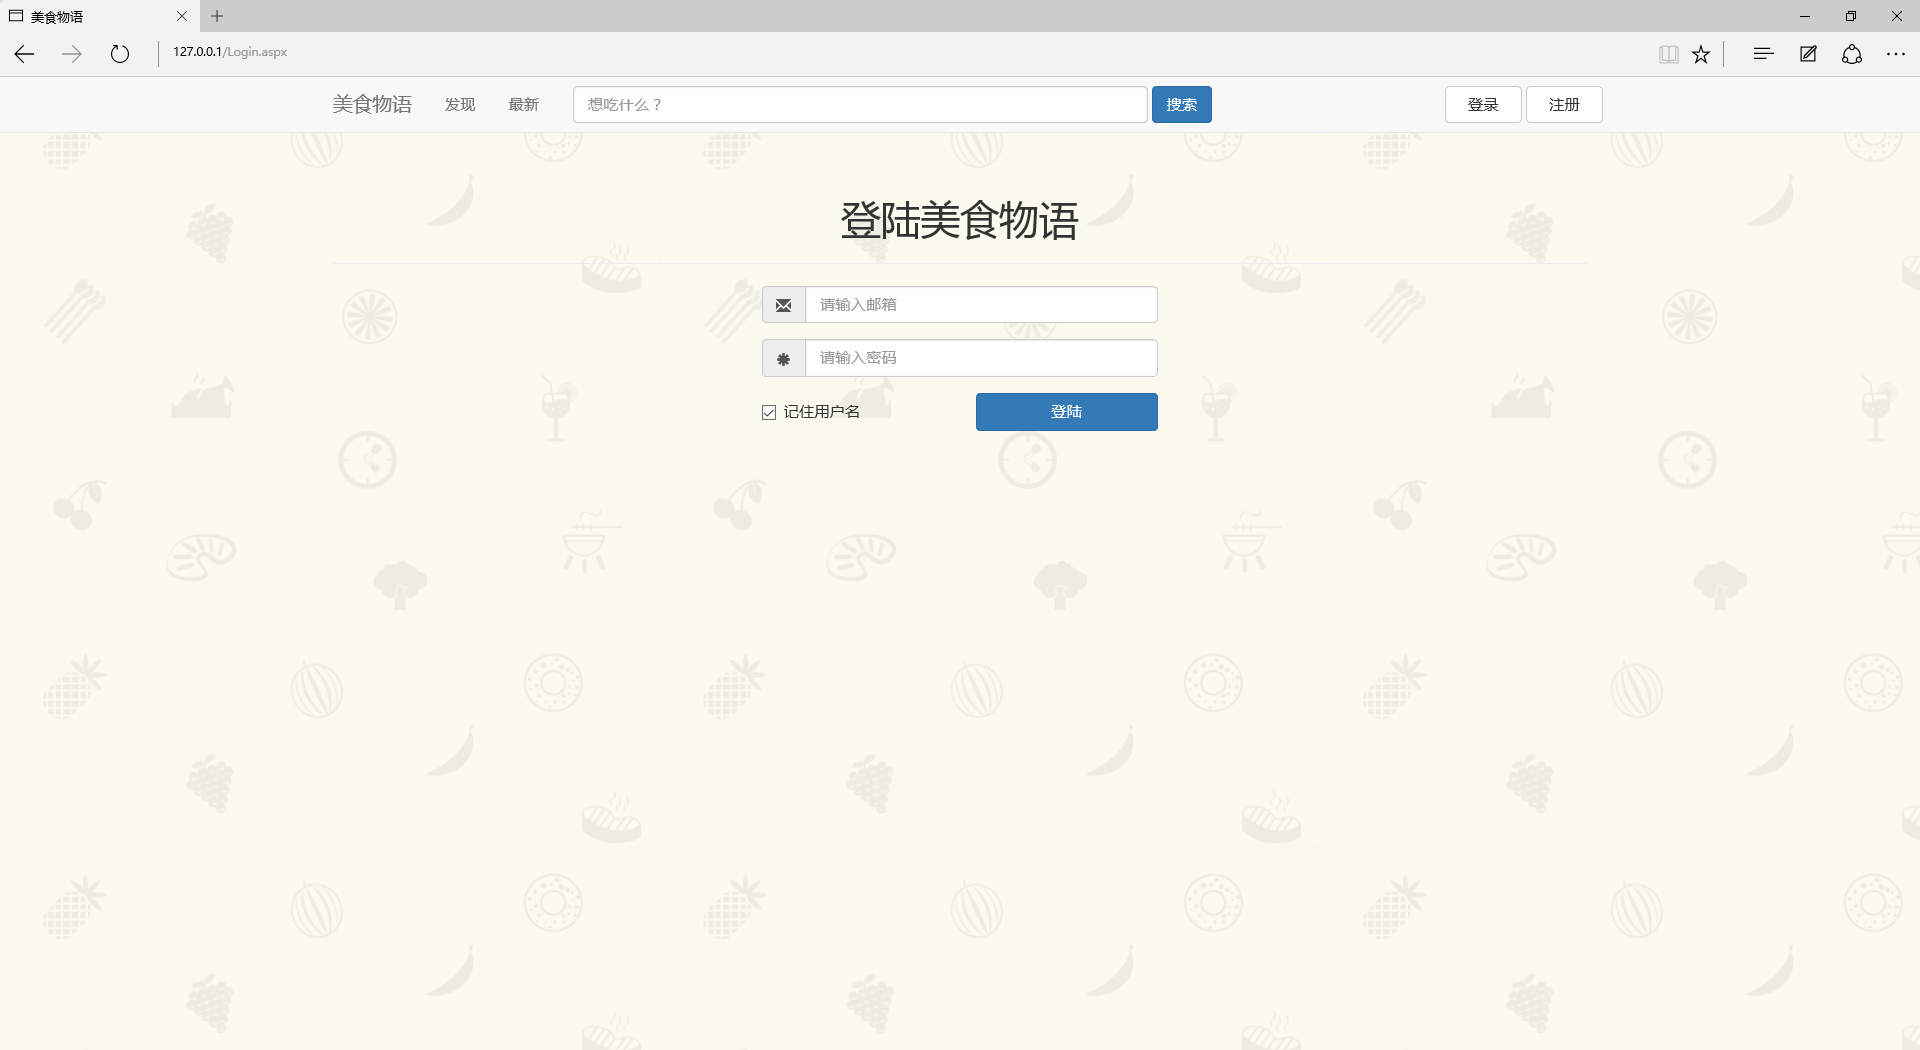 美食物语
127.0.0.1/Login.aspx
美食物语 发现 最新 想吃什么？ 搜索 登录 注册
登陆美食物语
请输入邮箱
请输入密码
记住用户名 登陆